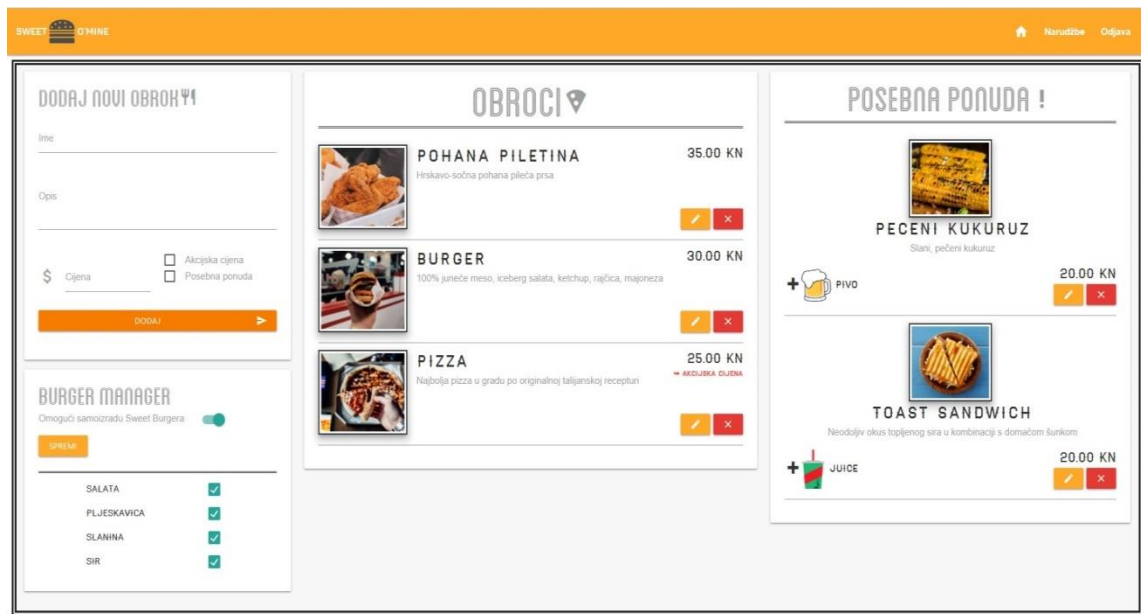 SWEET O'MINE
Narudžbe Odjava
DODAJ NOVI OBROK
Ime
Opis
$ Cijena
Akcijska cijena
Posebna ponuda
DODAJ
BURGER MANAGER
Omogući samoizradu Sweet Burgera
SPREMI
SALATA
PLJESKAVICA
SLANINA
SIR
OBROCI
POHANA PILETINA 35.00 KN
Hrskavo-sočna pohana pileća prsa
BURGER 30.00 KN
100% juneće meso, iceberg salata, ketchup, rajčica, majoneza
PIZZA 25.00 KN
AKCIJSKA CIJENA
Najbolja pizza u gradu po originalnoj talijanskoj recepturi
POSEBNA PONUDA !
PECENI KUKURUZ
Slani, pečeni kukuruz
+ PIVO 20.00 KN
TOAST SANDWICH
Neodoljiv okus topljenog sira u kombinaciji s domaćom šunkom
+ JUICE 20.00 KN